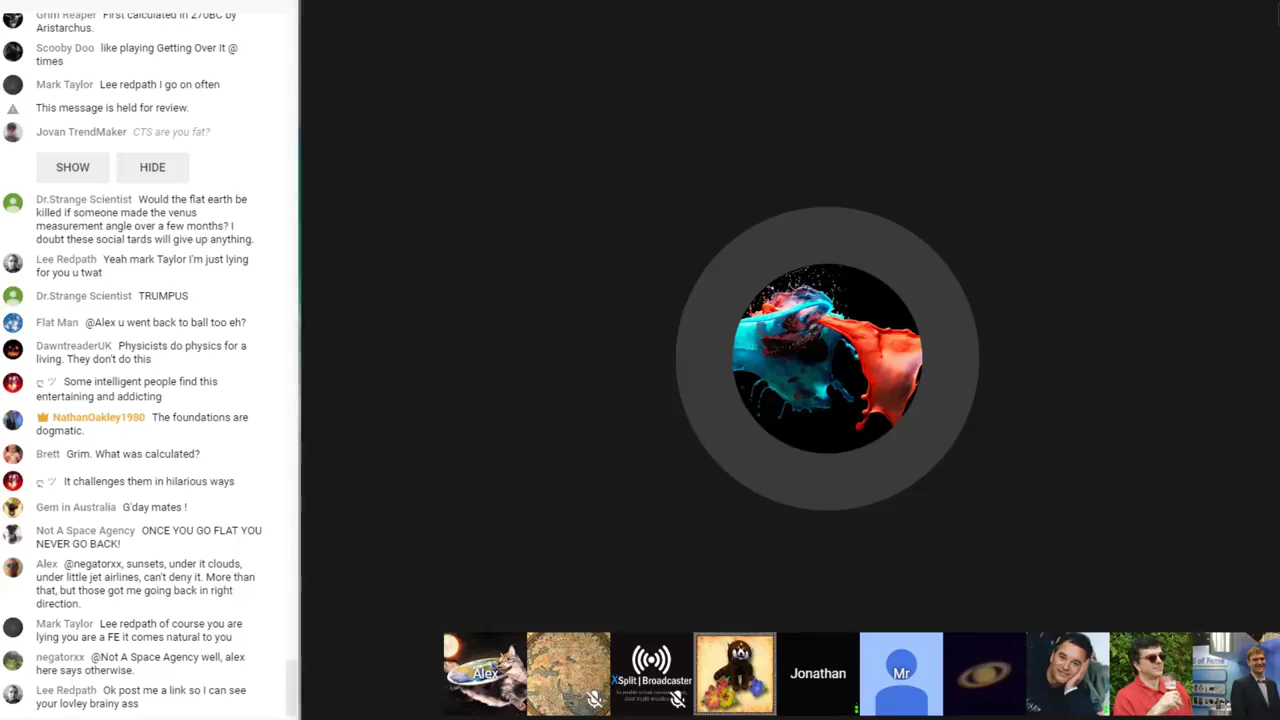 Grim Reaper First calculated in 270BC by
Aristarchus.
Scooby Doo like playing Getting Over It @
times
Mark Taylor Lee redpath I go on often
This message is held for review.
Jovan TrendMaker CTS are you fat?
SHOW HIDE
Dr.Strange Scientist Would the flat earth be
killed if someone made the venus
measurement angle over a few months? I
doubt these social tards will give up anything.
Lee Redpath Yeah mark Taylor I'm just lying
for you u twat
Dr.Strange Scientist TRUMPUS
Flat Man @Alex u went back to ball too eh?
DawntreaderUK Physicists do physics for a
living. They don't do this
ღ ツ Some intelligent people find this
entertaining and addicting
NathanOakley1980 The foundations are
dogmatic.
Brett Grim. What was calculated?
ღ ツ It challenges them in hilarious ways
Gem in Australia G'day mates !
Not A Space Agency ONCE YOU GO FLAT YOU
NEVER GO BACK!
Alex @negatorxx, sunsets, under it clouds,
under little jet airlines, can't deny it. More than
that, but those got me going back in right
direction.
Mark Taylor Lee redpath of course you are
lying you are a FE it comes natural to you
negatorxx @Not A Space Agency well, alex
here says otherwise.
Lee Redpath Ok post me a link so I can see
your lovley brainy ass
Alex
XSplit | Broadcaster
Jonathan
Mr